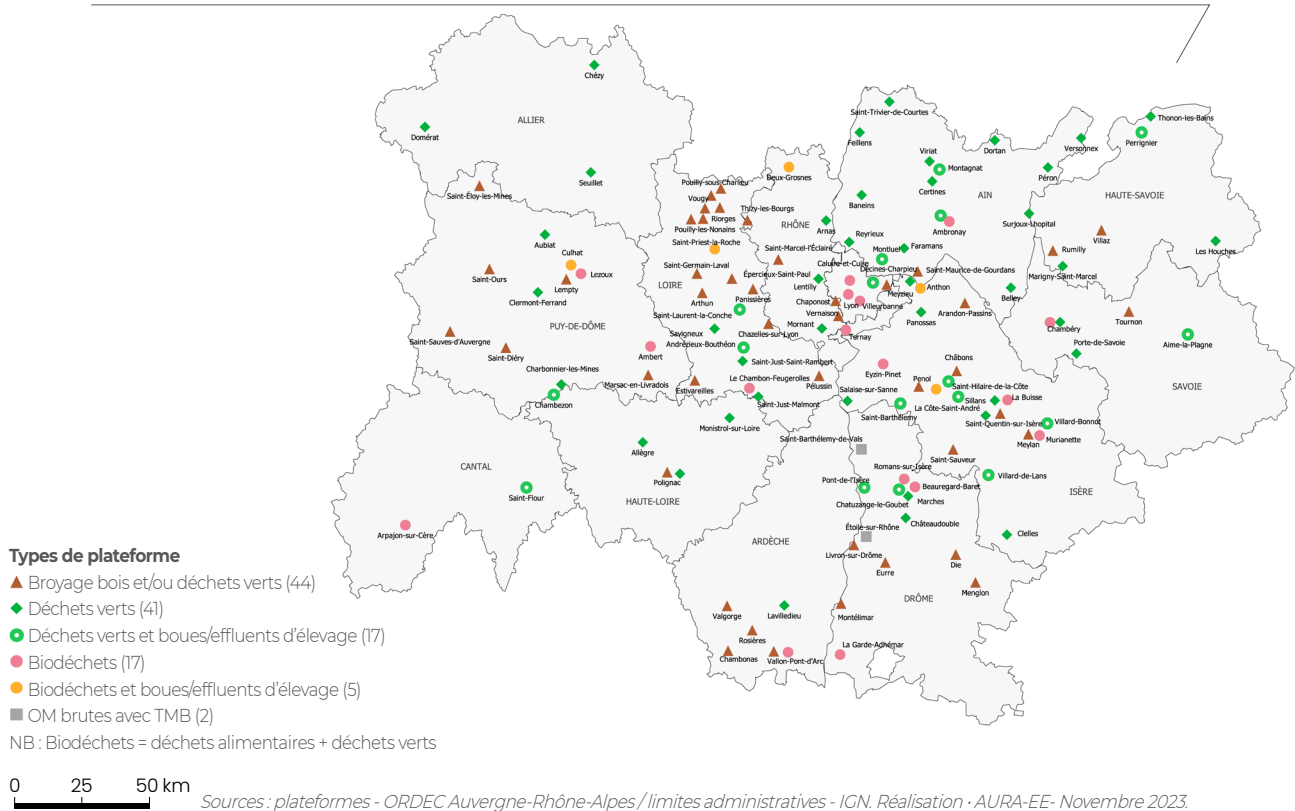 Chézy
ALLIER
Domérat
Seuillet
Saint-Éloy-les-Mines
Saint-Trivier-de-Courtes
Feillens
Viriat
Montagnat
Certines
Dortan
Versonnex
Thonon-les-Bains
Perrignier
Péron
AIN
HAUTE-SAVOIE
Baneins
Ambronay
Surjoux-Lhopital
Villaz
Rumilly
Marigny-Saint-Marcel
Les Houches
Deux-Grosnes
Pouilly-sous-Charlieu
Vougy
Thizy-les-Bourgs
Riorges
Pouilly-les-Nonains
RHÔNE
Arnas
Saint-Priest-la-Roche
Reyrieux
Montluel
Faramans
Saint-Marcel-l'Éclairé
Caluire-et-Cuire
Décines-Charpieu
Saint-Maurice-de-Gourdans
Saint-Germain-Laval
Épercieux-Saint-Paul
Lentilly
LOIRE
Arthun
Panissières
Chaponost
Lyon
Villeurbanne
Meyzieu
Anthon
Belley
Arandon-Passins
Vernaison
Saint-Laurent-la-Conche
Chazelles-sur-Lyon
Mornant
Ternay
Panossas
Savigneux
Andrézieux-Bouthéon
Saint-Just-Saint-Rambert
Aubiat
Culhat
Lezoux
Saint-Ours
Lempty
Clermont-Ferrand
PUY-DE-DÔME
Saint-Sauves-d'Auvergne
Saint-Diéry
Ambert
Charbonnier-les-Mines
Marsac-en-Livradois
Estivareilles
Le Chambon-Feugerolles
Pélussin
Chambezon
Saint-Just-Malmont
Chambéry
Porte-de-Savoie
Tournon
Aime-la-Plagne
SAVOIE
Eyzin-Pinet
Châbons
Penol
Saint-Hilaire-de-la-Côte
Salaise-sur-Sanne
La Côte-Saint-André
Sillans
La Buisse
Saint-Barthélemy
Saint-Quentin-sur-Isère
Villard-Bonnot
Meylan
Murianette
Monistrol-sur-Loire
Allègre
Polignac
HAUTE-LOIRE
CANTAL
Saint-Flour
Arpajon-sur-Cère
Saint-Barthélemy-de-Vals
Saint-Sauveur
Romans-sur-Isère
Pont-de-l'Isère
Beauregard-Baret
Villard-de-Lans
Chatuzange-le-Goubet
Marches
ISÈRE
Étoile-sur-Rhône
Châteaudouble
Clelles
ARDÈCHE
Livron-sur-Drôme
Eurre
Die
Menglon
DRÔME
Valgorge
Lavilledieu
Montélimar
Rosières
Chambonas
Vallon-Pont-d'Arc
La Garde-Adhémar
Types de plateforme
Broyage bois et/ou déchets verts (44)
Déchets verts (41)
Déchets verts et boues/effluents d'élevage (17)
Biodéchets (17)
Biodéchets et boues/effluents d'élevage (5)
OM brutes avec TMB (2)
NB : Biodéchets = déchets alimentaires + déchets verts
0 25 50 km
Sources : plateformes - ORDEC Auvergne-Rhône-Alpes / limites administratives - IGN. Réalisation • AURA-EE- Novembre 2023.